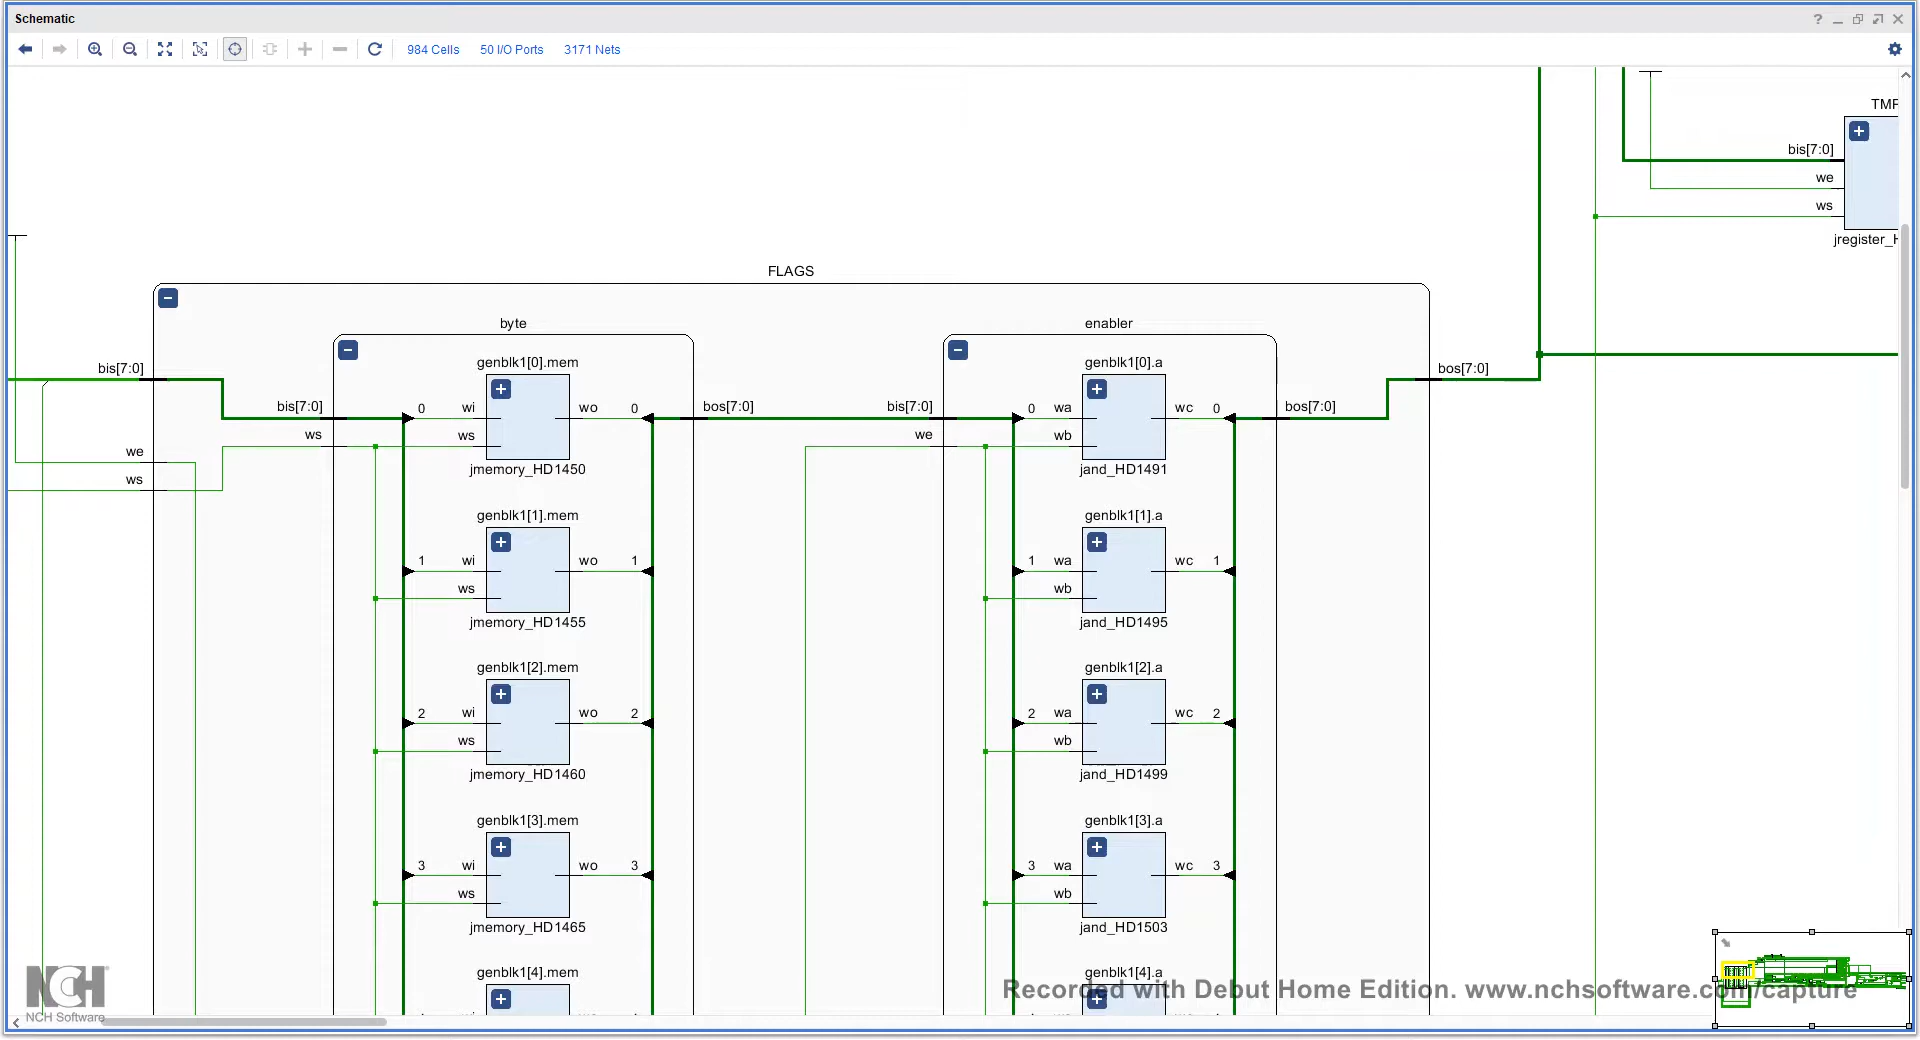 Schematic
984 Cells 50 I/O Ports 3171 Nets
TMP
bis[7:0]
we
ws
jregister_H
FLAGS
byte enabler
genblk1[0].mem genblk1[0].a
bis[7:0] bos[7:0]
bis[7:0] 0 wi wo 0 bos[7:0] bis[7:0] 0 wa wc 0 bos[7:0]
ws ws we wb
we
jmemory_HD1450 jand_HD1491
ws
genblk1[1].mem genblk1[1].a
1 wi wo 1 1 wa wc 1
ws wb
jmemory_HD1455 jand_HD1495
genblk1[2].mem genblk1[2].a
2 wi wo 2 2 wa wc 2
ws wb
jmemory_HD1460 jand_HD1499
genblk1[3].mem genblk1[3].a
3 wi wo 3 3 wa wc 3
ws wb
jmemory_HD1465 jand_HD1503
genblk1[4].mem genblk1[4].a
NCH
NCH Software
Recorded with Debut Home Edition. www.nchsoftware.com/capture